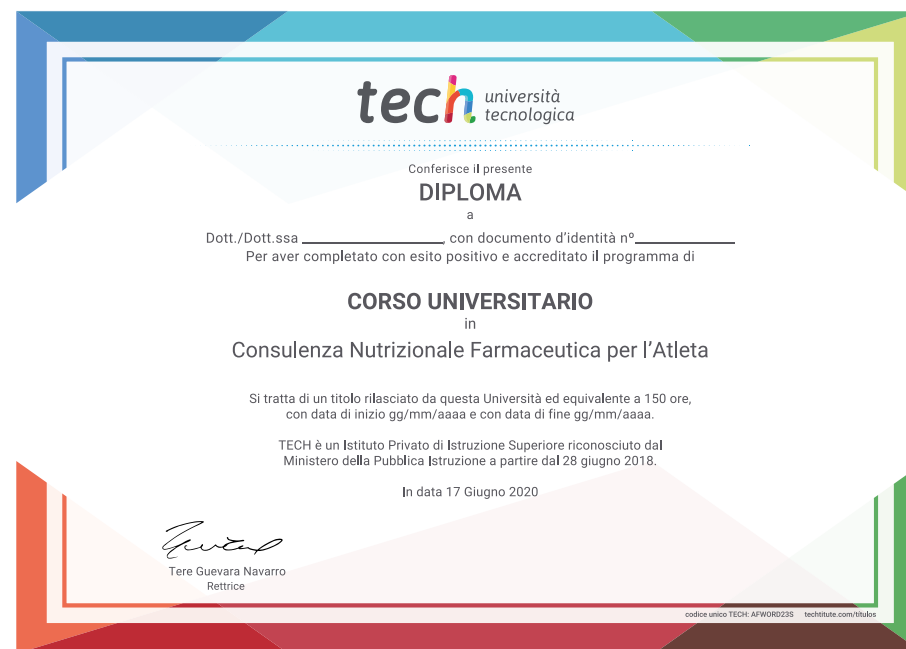 tech università
tecnologica
Conferisce il presente
DIPLOMA
a
Dott./Dott.ssa ____________________, con documento d'identità nº______________
Per aver completato con esito positivo e accreditato il programma di
CORSO UNIVERSITARIO
in
Consulenza Nutrizionale Farmaceutica per l'Atleta
Si tratta di un titolo rilasciato da questa Università ed equivalente a 150 ore,
con data di inizio gg/mm/aaaa e con data di fine gg/mm/aaaa.
TECH è un Istituto Privato di Istruzione Superiore riconosciuto dal
Ministero della Pubblica Istruzione a partire dal 28 giugno 2018.
In data 17 Giugno 2020
Tere Guevara Navarro
Rettrice
codice unico TECH: AFWORD23S techtitute.com/títulos